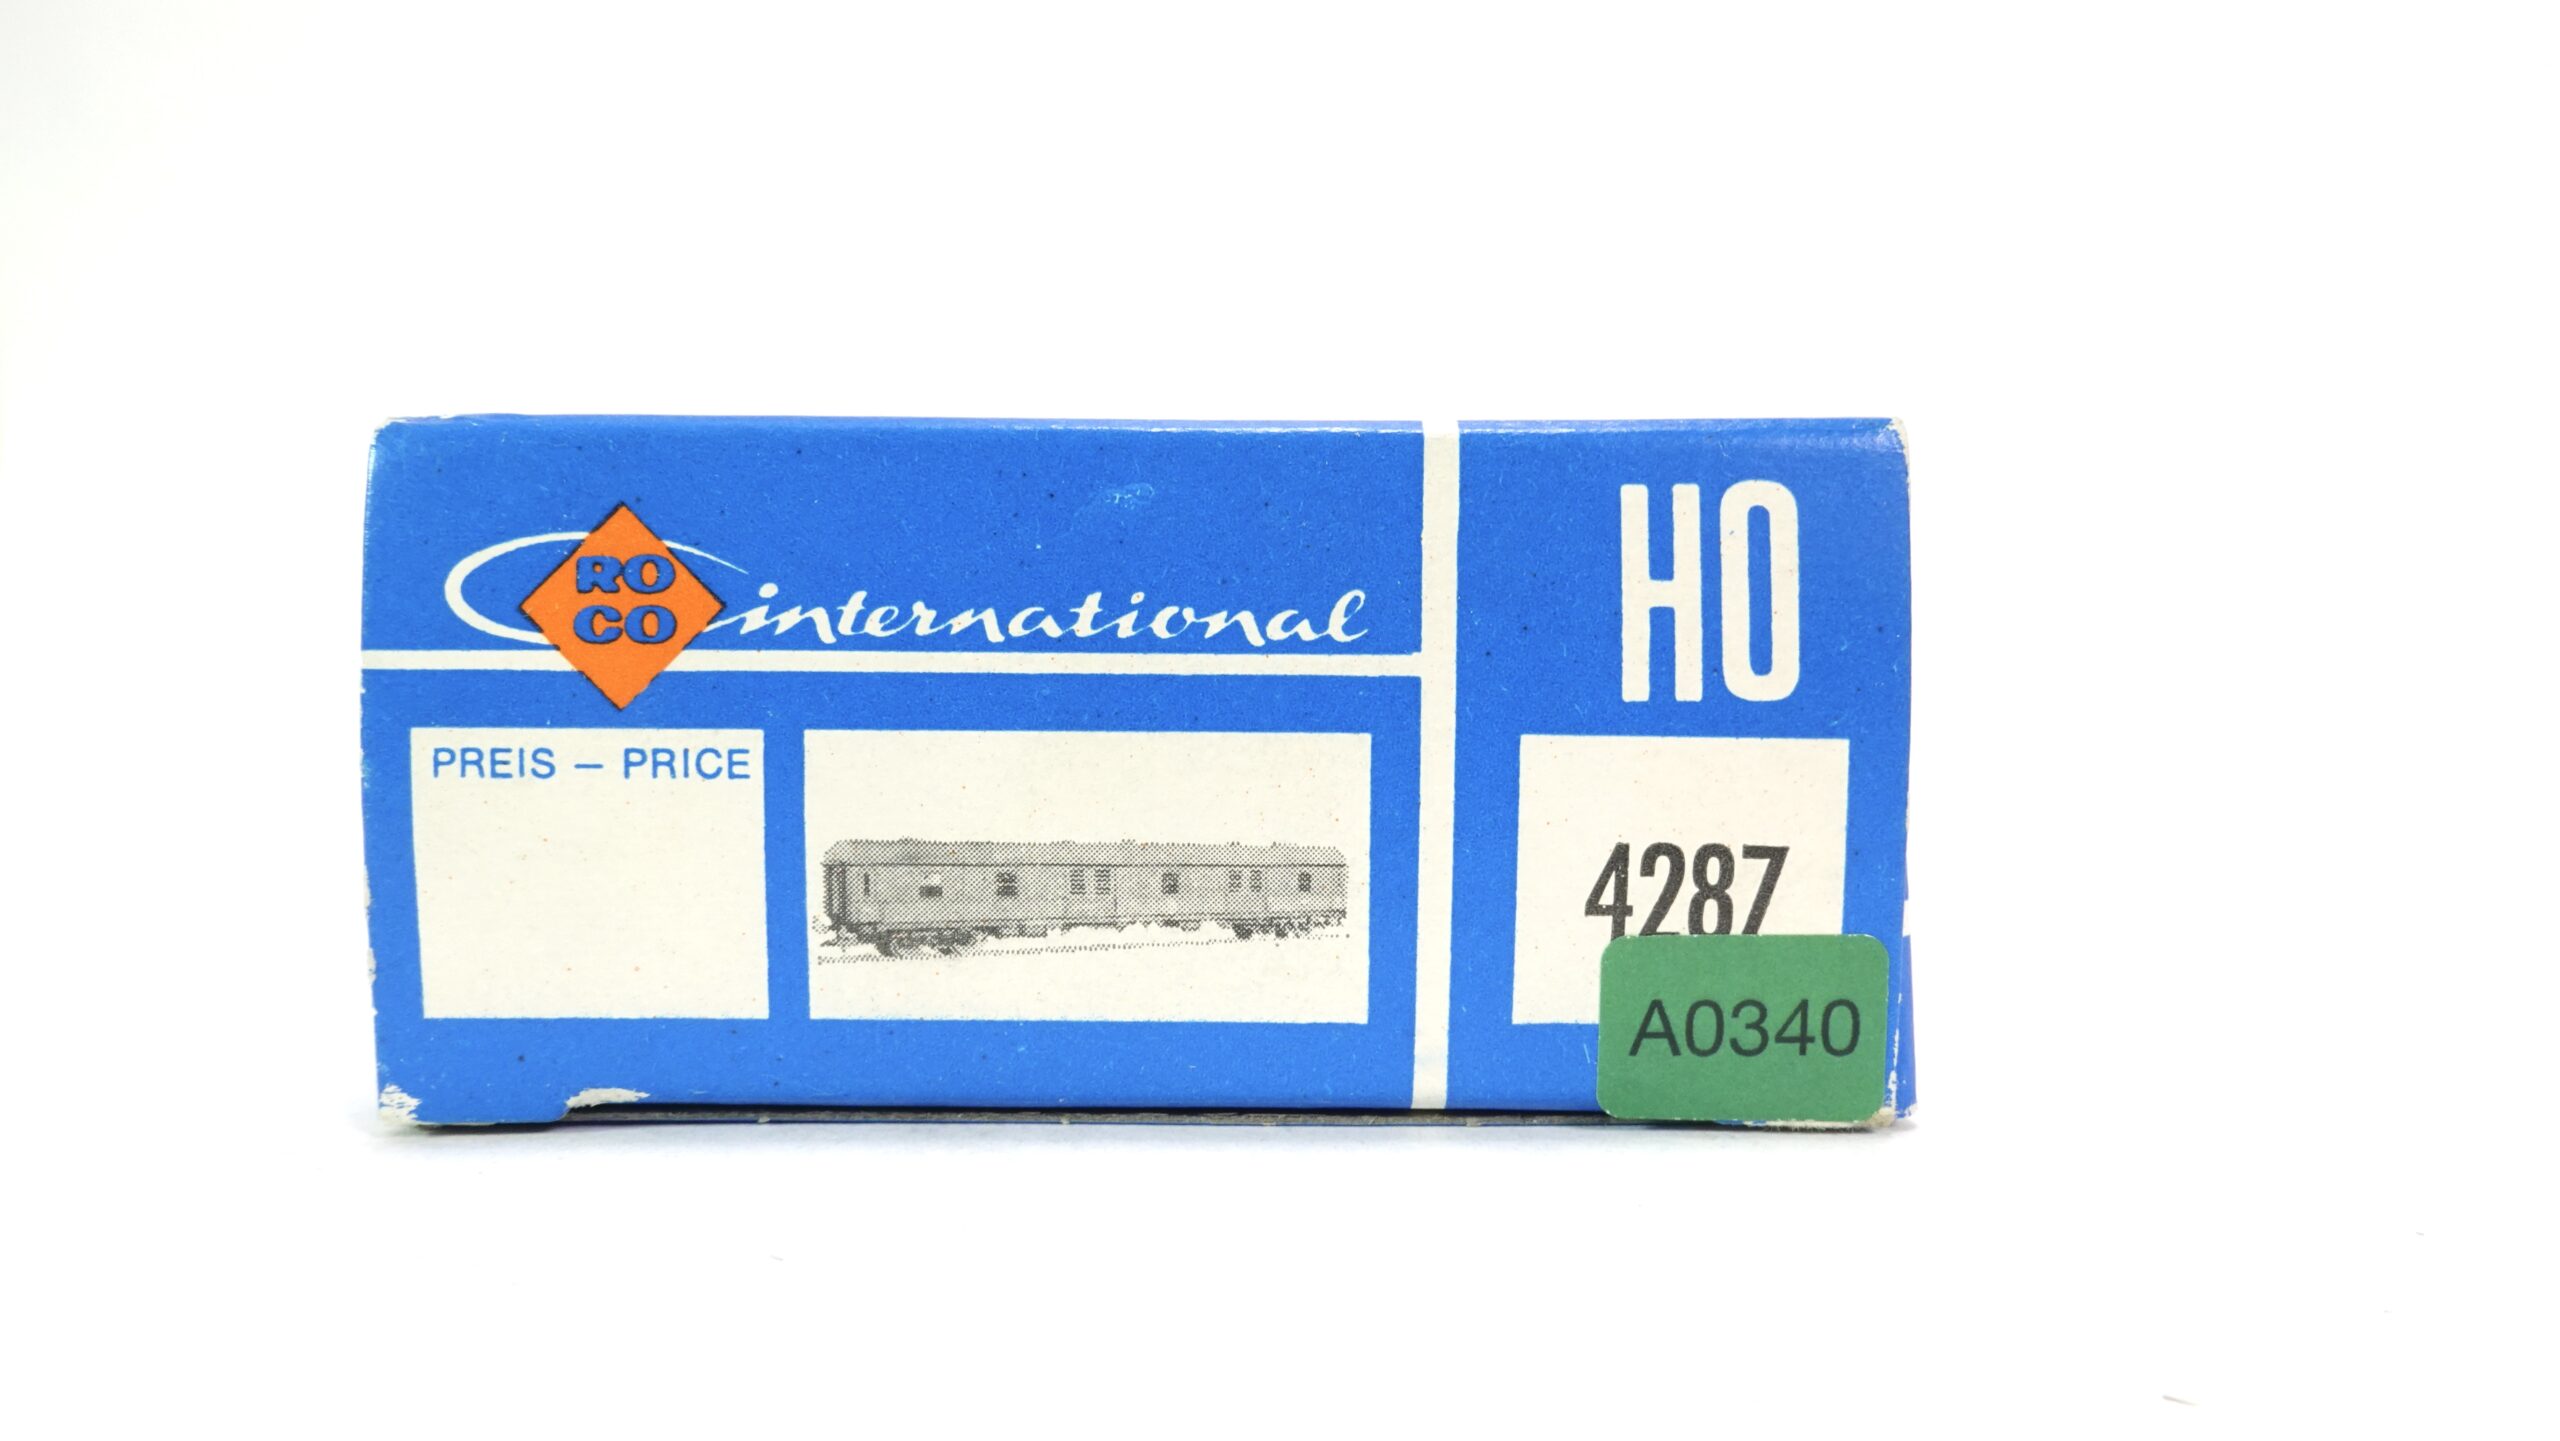 RO
CO
international
HO
PREIS – PRICE
4287
A0340